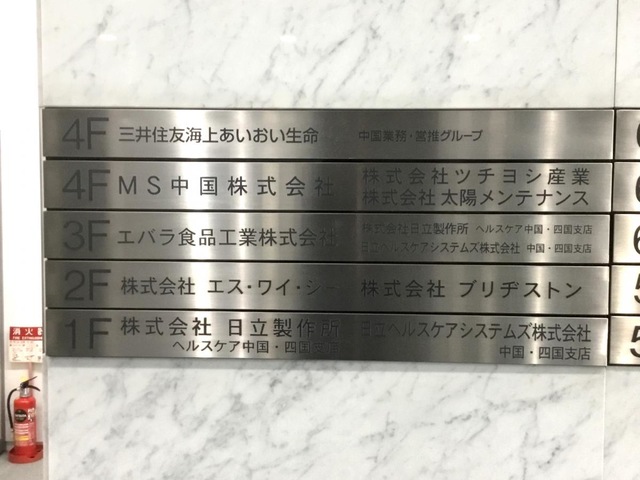 4F 三井住友海上あいおい生命 中国業務・営推グループ
4F MS中国株式会社 株式会社ツチヨシ産業
株式会社 太陽メンテナンス
3F エバラ食品工業株式会社 株式会社日立製作所 ヘルスケア中国・四国支店
日立ヘルスケアシステムズ株式会社 中国・四国支店
2F 株式会社 エス・ワイ・シー 株式会社 ブリヂストン
1F 株式会社 日立製作所 日立ヘルスケアシステムズ株式会社
ヘルスケア中国・四国支店 中国・四国支店
消火器
FIRE EXTINGUISHER